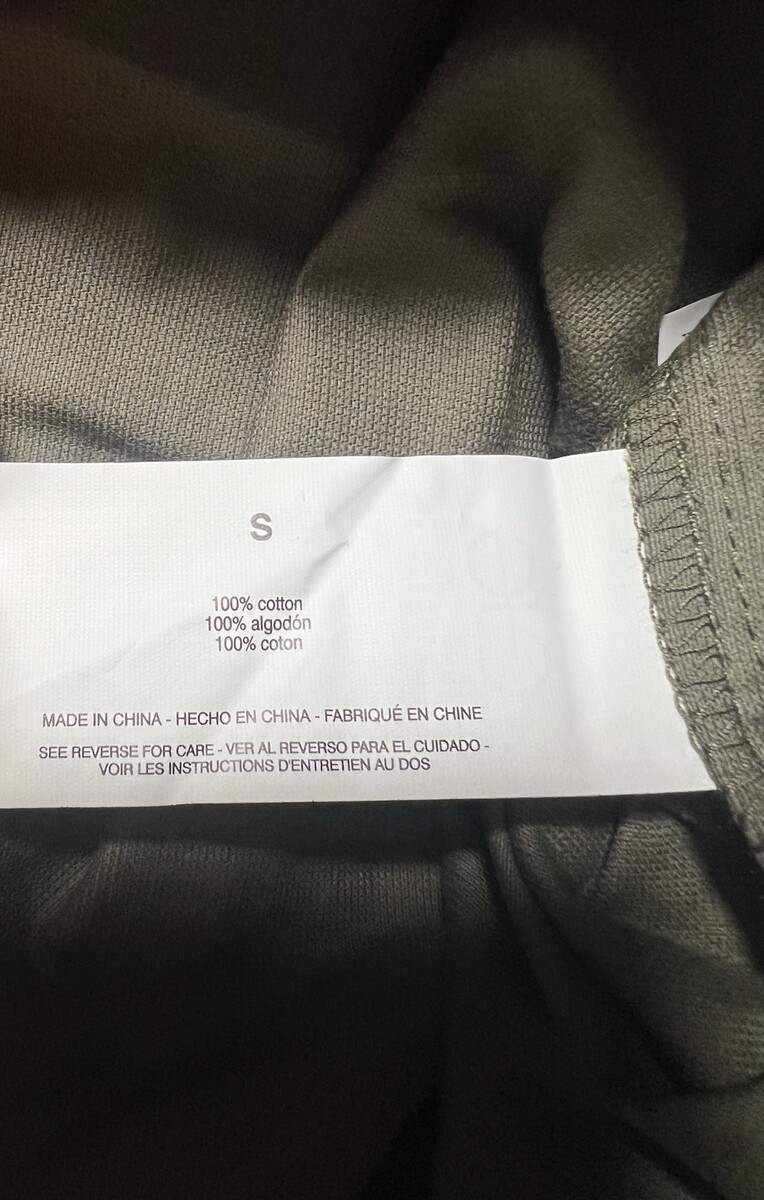 S
100% cotton
100% algodón
100% coton
MADE IN CHINA - HECHO EN CHINA - FABRIQUÉ EN CHINE
SEE REVERSE FOR CARE - VER AL REVERSO PARA EL CUIDADO -
VOIR LES INSTRUCTIONS D'ENTRETIEN AU DOS